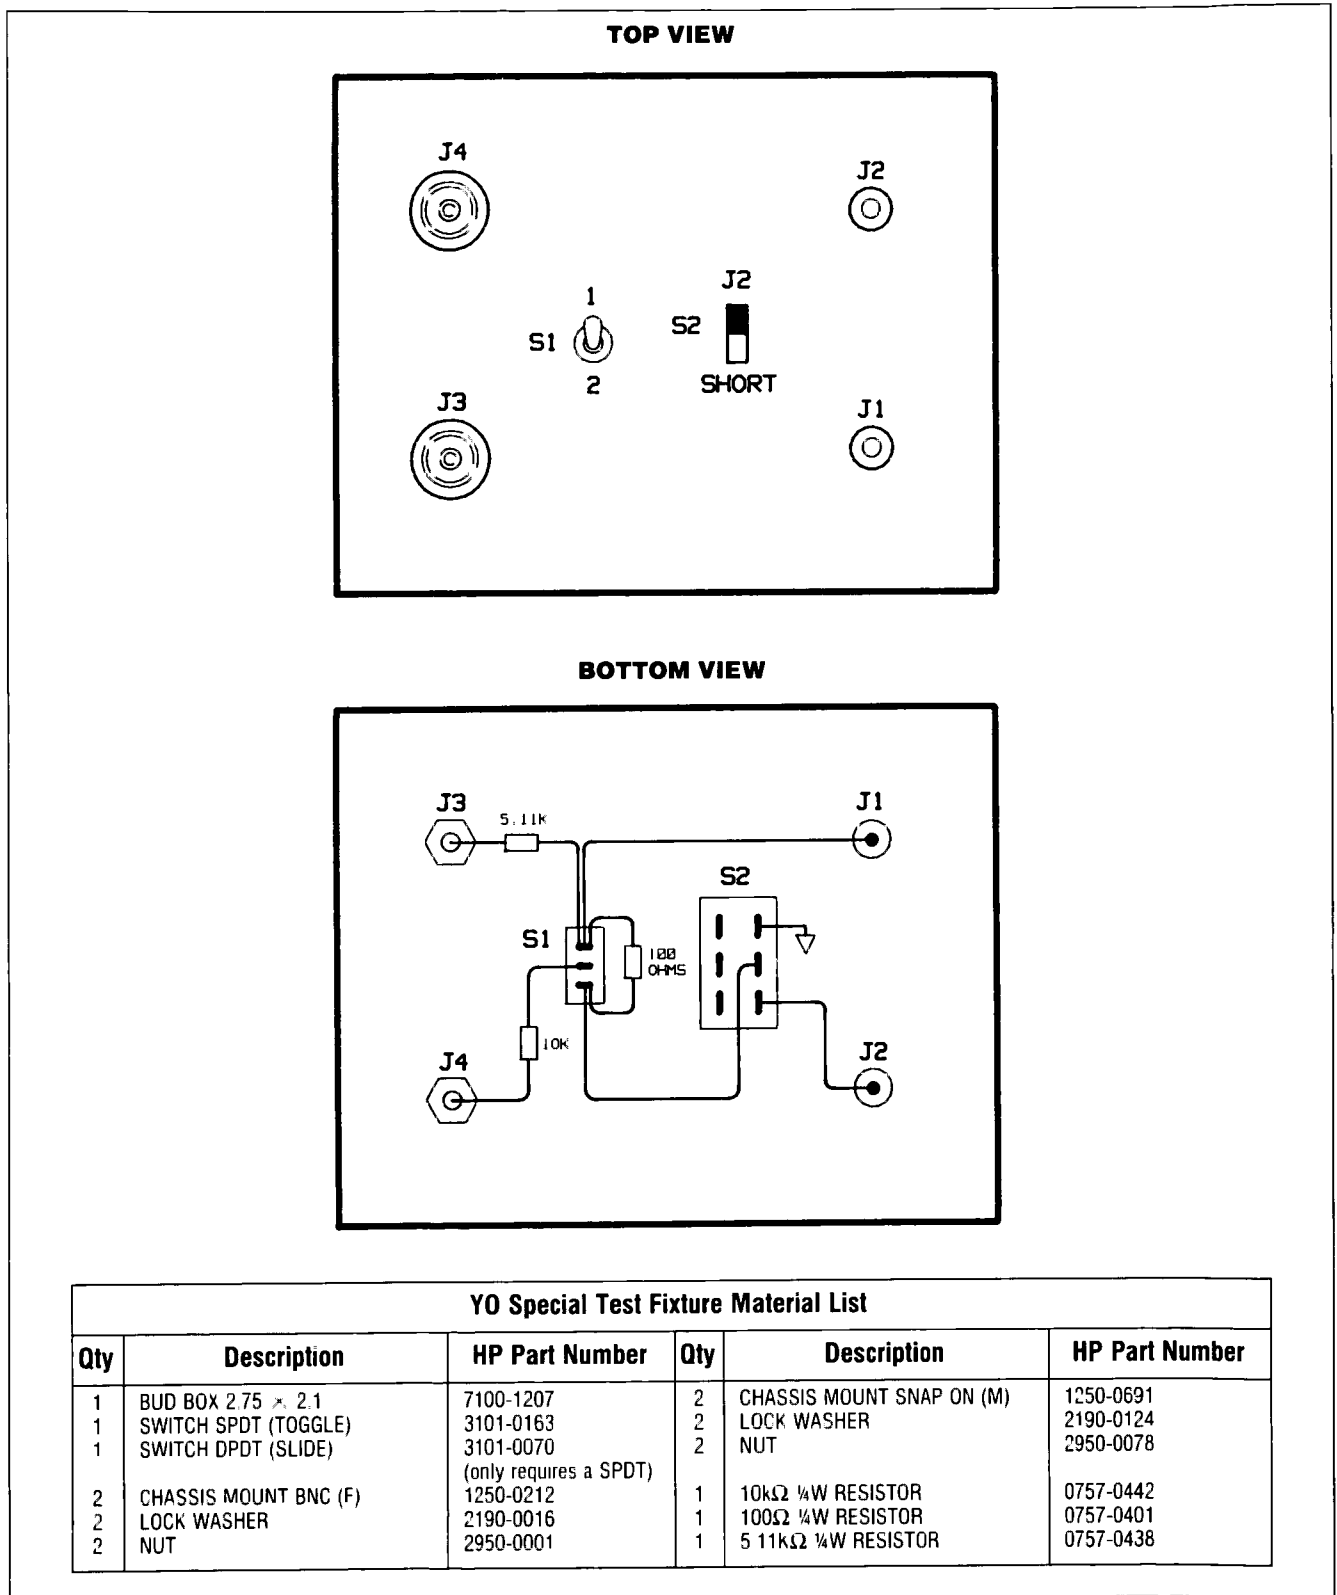 TOP VIEW
J4
J2
J2
1
S2
S1
2
SHORT
J3
J1
BOTTOM VIEW
J3
5.11K
J1
S2
S1
100
OHMS
10K
J4
J2
YO Special Test Fixture Material List
Qty Description HP Part Number Qty Description HP Part Number
1 BUD BOX 2.75 × 2.1 7100-1207 2 CHASSIS MOUNT SNAP ON (M) 1250-0691
1 SWITCH SPDT (TOGGLE) 3101-0163 2 LOCK WASHER 2190-0124
1 SWITCH DPDT (SLIDE) 3101-0070 2 NUT 2950-0078
(only requires a SPDT)
2 CHASSIS MOUNT BNC (F) 1250-0212 1 10kΩ ¼W RESISTOR 0757-0442
2 LOCK WASHER 2190-0016 1 100Ω ¼W RESISTOR 0757-0401
2 NUT 2950-0001 1 5 11kΩ ¼W RESISTOR 0757-0438